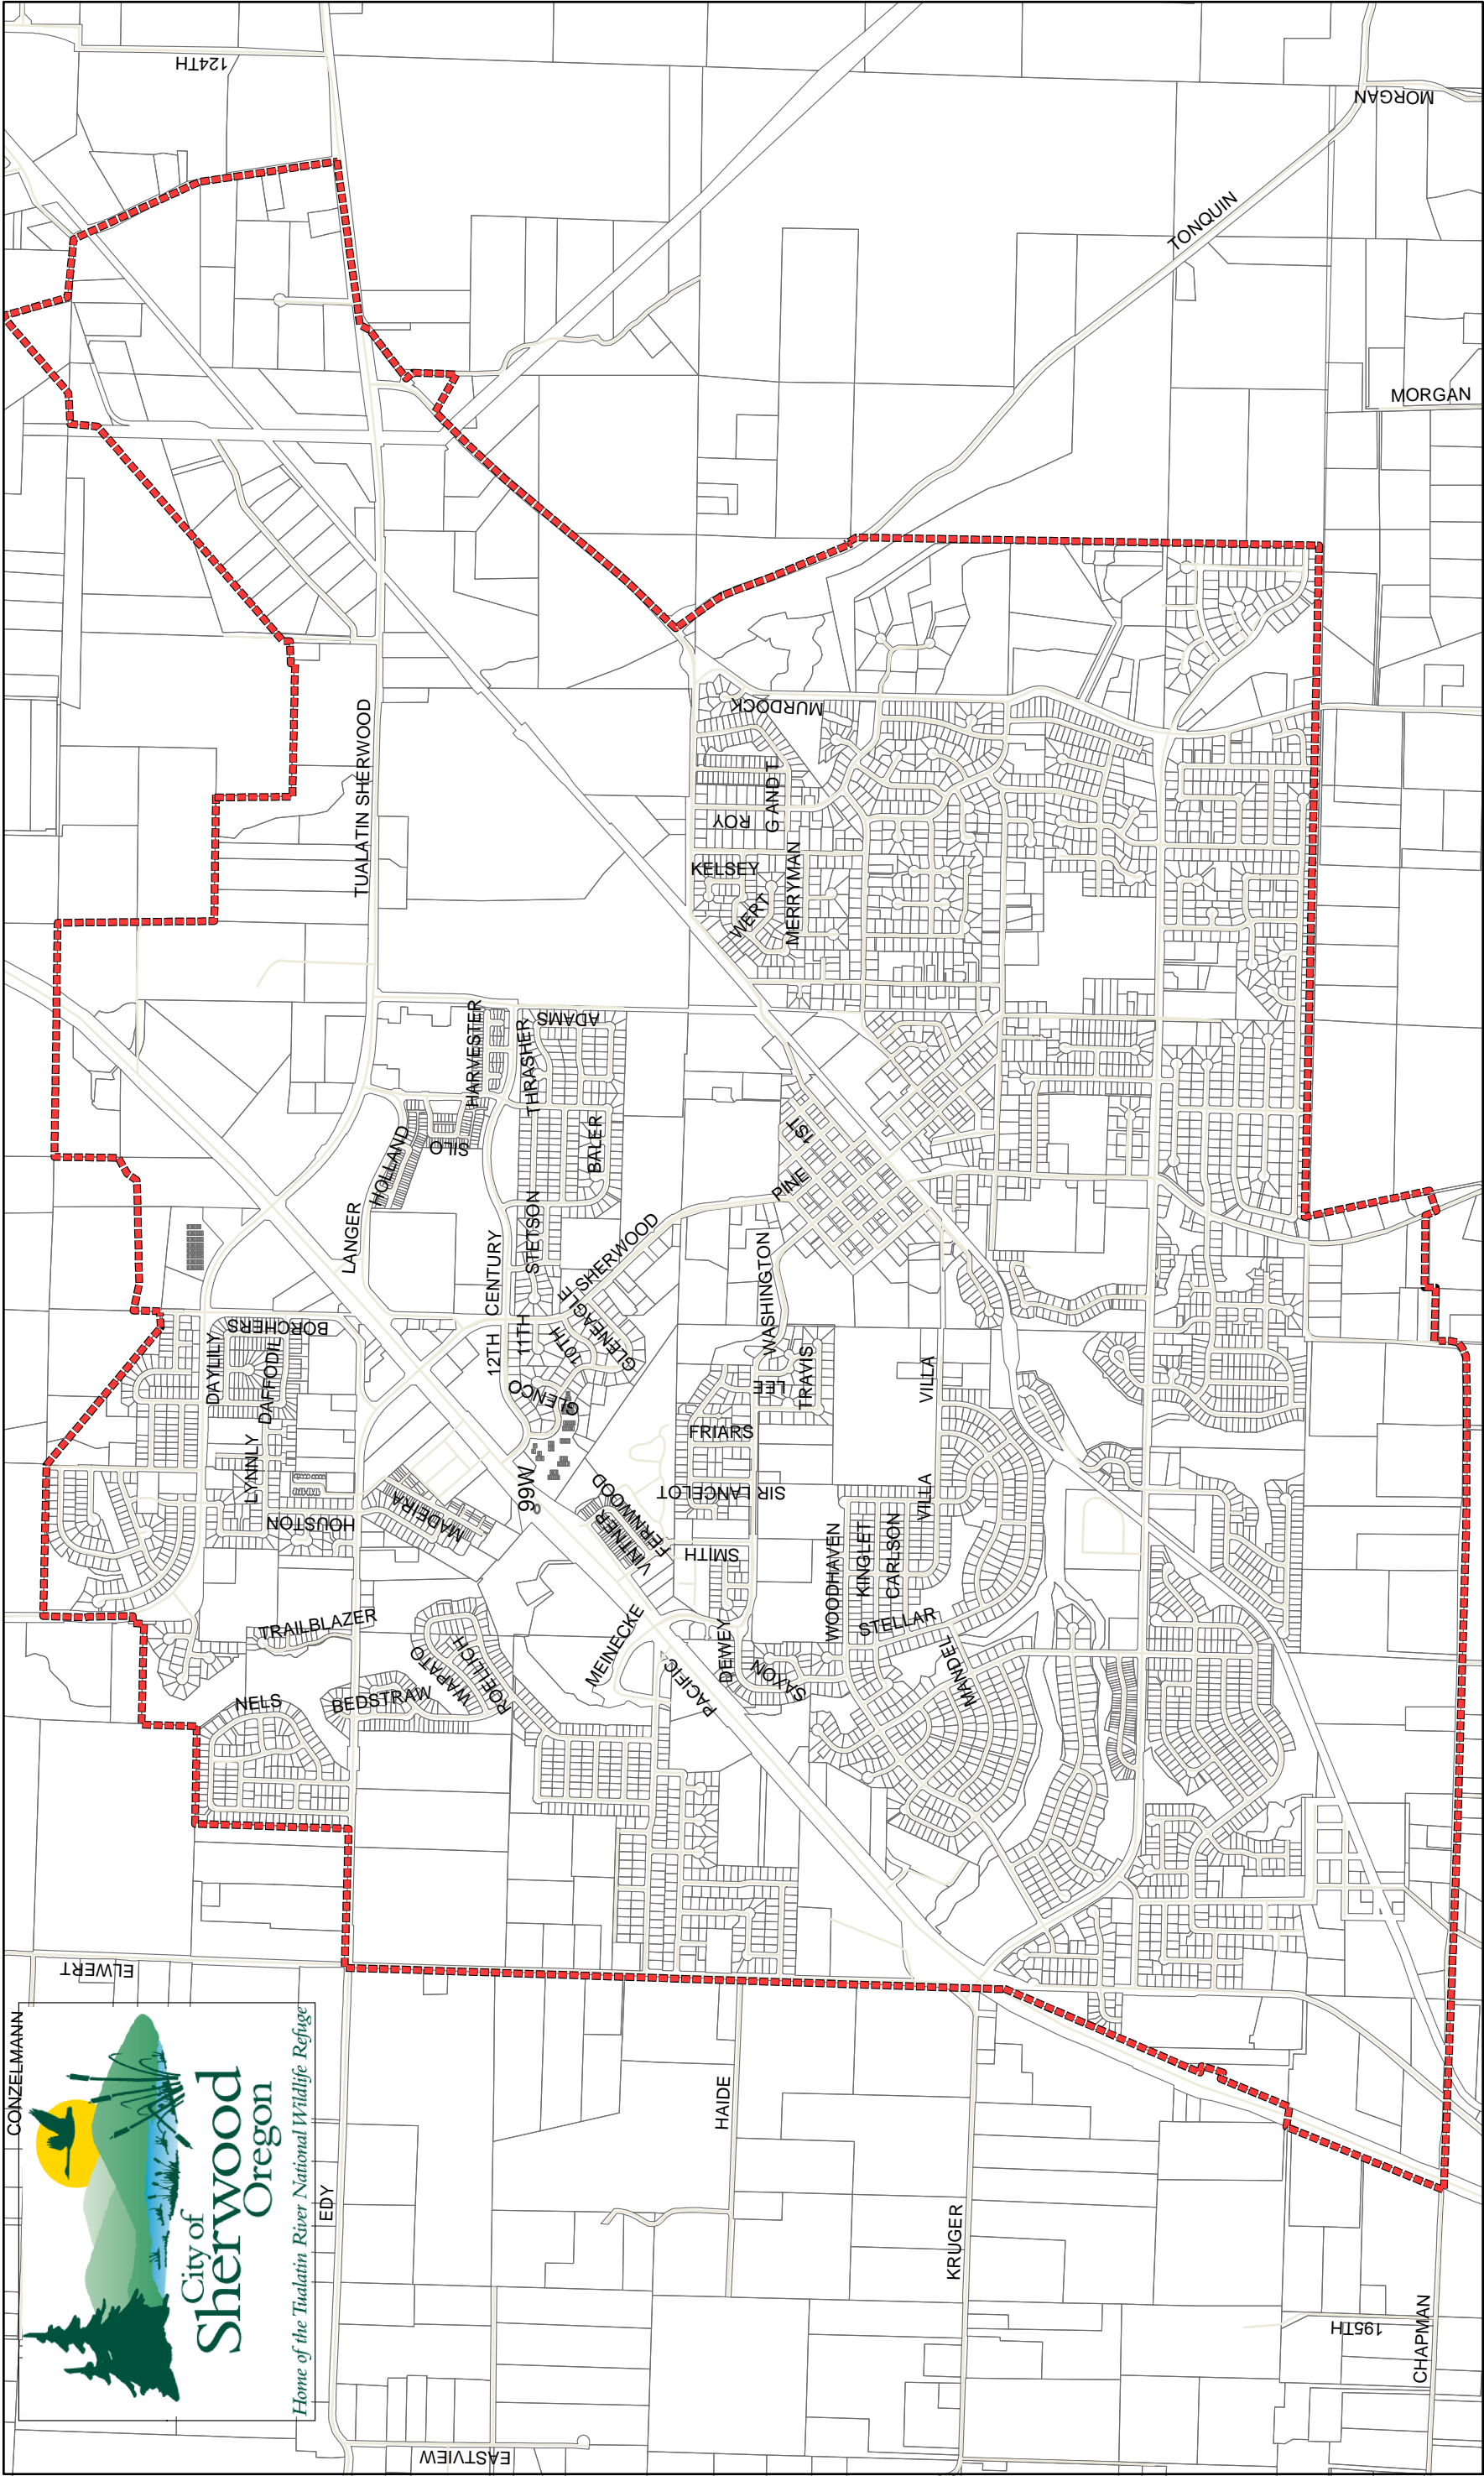 124TH
MORGAN
TONQUIN
MORGAN
TUALATIN SHERWOOD
MURDOCK
G AND T
ROY
KELSEY
WERT
MERRYMAN
ADAMS
HARVESTER
THRASHER
SILO
HOLLAND
BALER
1ST
PINE
LANGER
CENTURY
STETSON
SHERWOOD
GLENEAGLE
WASHINGTON
BORCHERS
DAYLILY
DAFFODIL
12TH
11TH
10TH
GLENEAGLE
GLENCO
LEE
TRAVIS
VILLA
FRIARS
LYNNLY
99W
SIR LANCELOT
VILLA
HOUSTON
MADEIRA
VINTNER
FERNWOOD
SMITH
WOODHAVEN
KINGLET
CARLSON
STELLAR
TRAILBLAZER
MEINECKE
DEWEY
SAXON
MANDEL
PACIFIC
NELS
BEDSTRAW
WAPATO
ROELLICH
ELWERT
CONZELMANN
City of
Sherwood
Oregon
Home of the Tualatin River National Wildlife Refuge
EDY
HAIDE
KRUGER
195TH
CHAPMAN
EASTVIEW